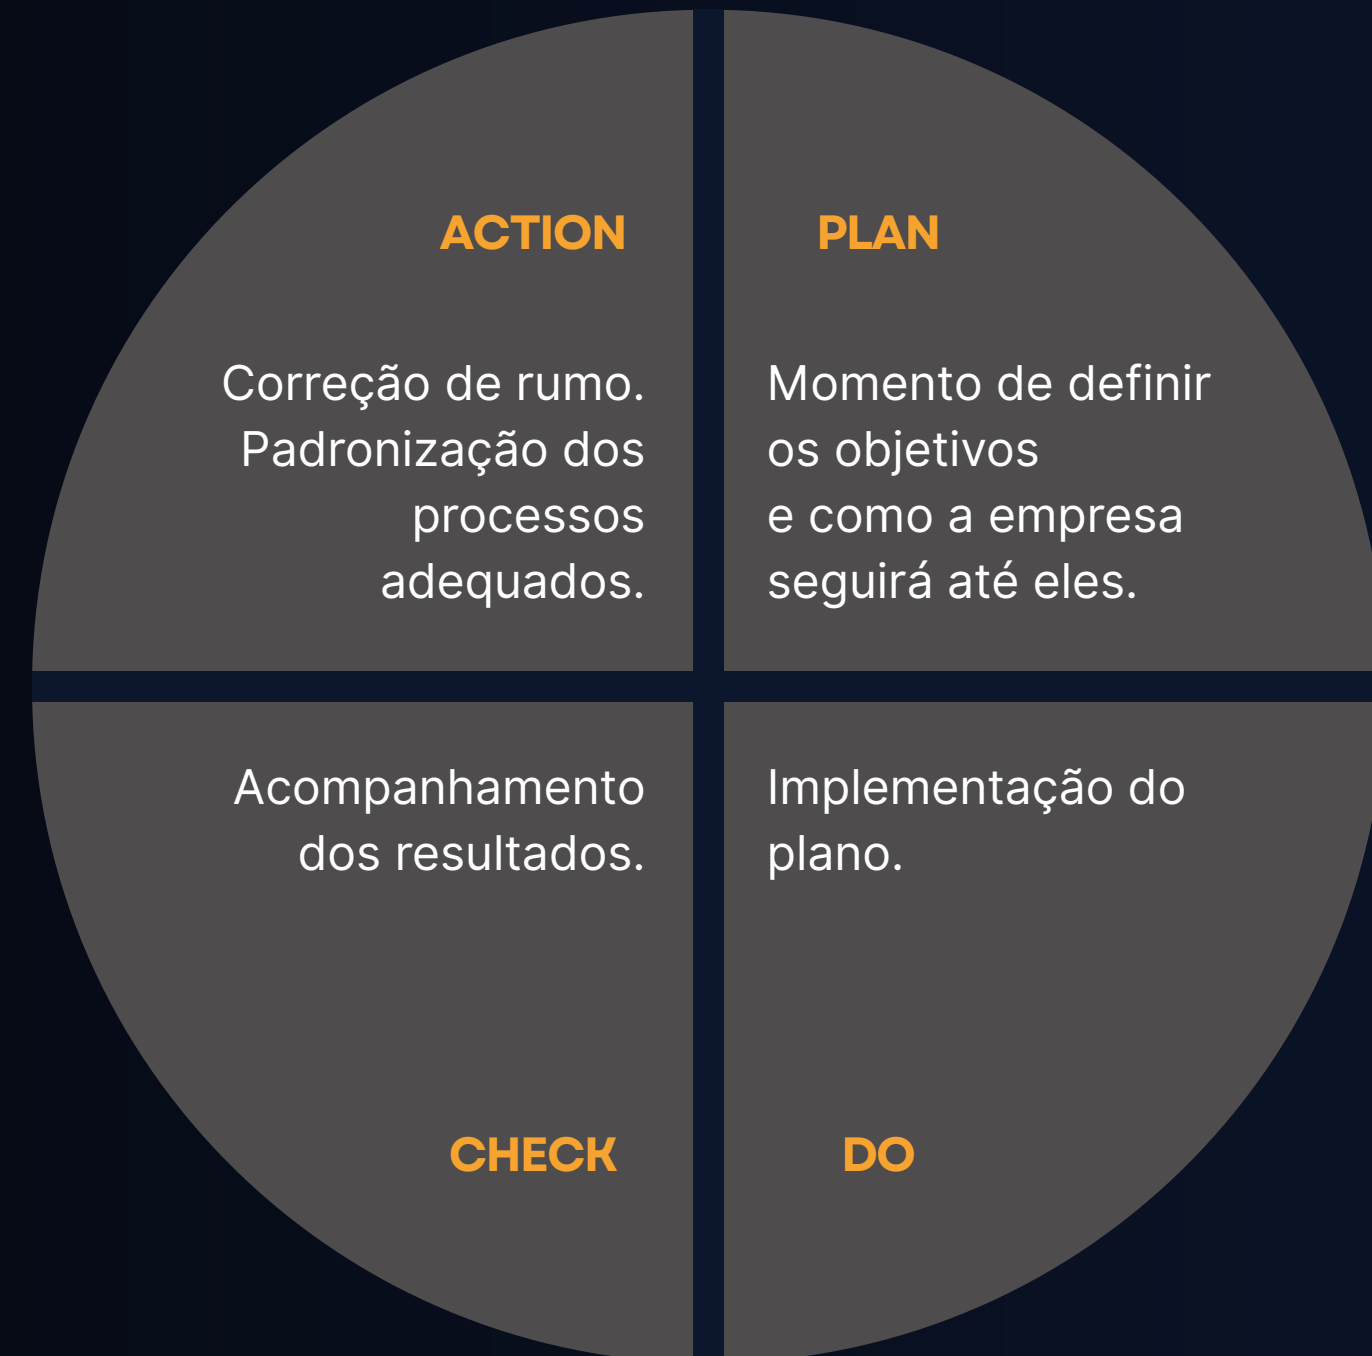 ACTION
Correção de rumo.
Padronização dos
processos
adequados.
PLAN
Momento de definir
os objetivos
e como a empresa
seguirá até eles.
Acompanhamento
dos resultados.
CHECK
Implementação do
plano.
DO